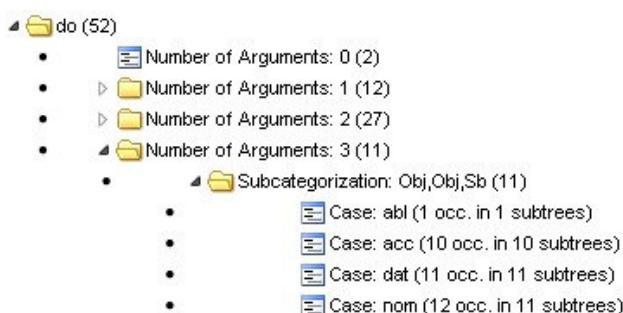 do (52)
Number of Arguments: 0 (2)
Number of Arguments: 1 (12)
Number of Arguments: 2 (27)
Number of Arguments: 3 (11)
Subcategorization: Obj,Obj,Sb (11)
Case: abl (1 occ. in 1 subtrees)
Case: acc (10 occ. in 10 subtrees)
Case: dat (11 occ. in 11 subtrees)
Case: nom (12 occ. in 11 subtrees)